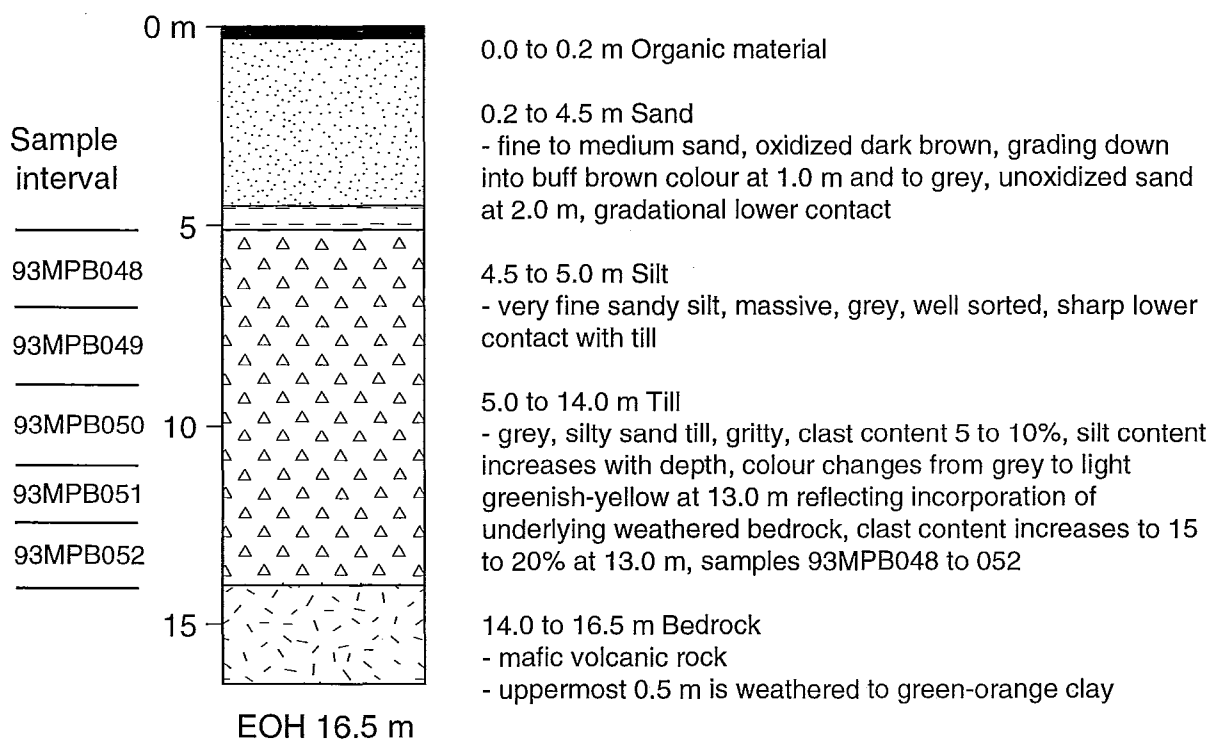 0 m
5
10
15
Sample
interval
93MPB048
93MPB049
93MPB050
93MPB051
93MPB052
0.0 to 0.2 m Organic material
0.2 to 4.5 m Sand
- fine to medium sand, oxidized dark brown, grading down
into buff brown colour at 1.0 m and to grey, unoxidized sand
at 2.0 m, gradational lower contact
4.5 to 5.0 m Silt
- very fine sandy silt, massive, grey, well sorted, sharp lower
contact with till
5.0 to 14.0 m Till
- grey, silty sand till, gritty, clast content 5 to 10%, silt content
increases with depth, colour changes from grey to light
greenish-yellow at 13.0 m reflecting incorporation of
underlying weathered bedrock, clast content increases to 15
to 20% at 13.0 m, samples 93MPB048 to 052
14.0 to 16.5 m Bedrock
- mafic volcanic rock
- uppermost 0.5 m is weathered to green-orange clay
EOH 16.5 m